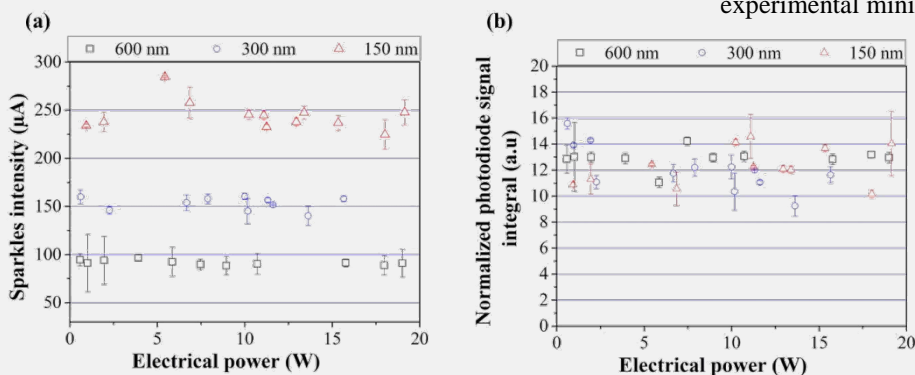 experimental mini
(a)
600 nm 300 nm 150 nm
300
250
200
150
100
50
Sparkles intensity (µA)
0 5 10 15 20
Electrical power (W)
(b)
600 nm 300 nm 150 nm
20
18
16
14
12
10
8
6
4
2
0
Normalized photodiode signal
integral (a.u)
0 5 10 15 20
Electrical power (W)